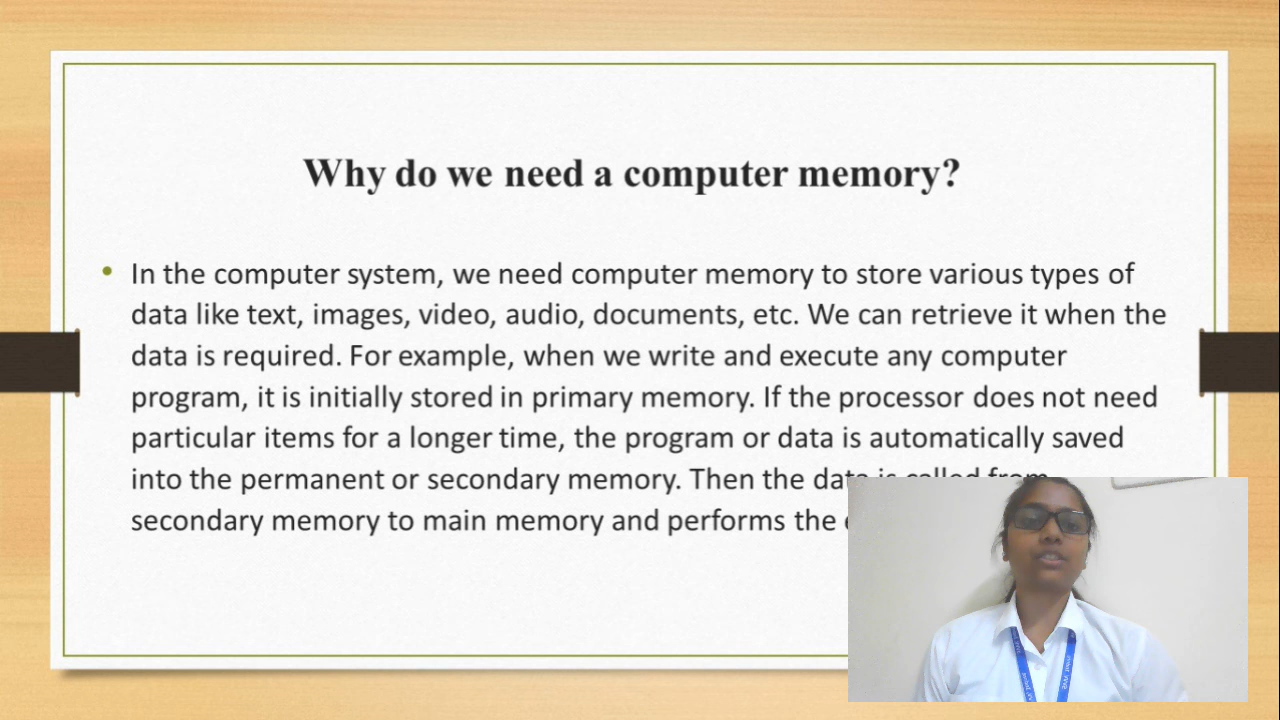 Why do we need a computer memory?
• In the computer system, we need computer memory to store various types of
data like text, images, video, audio, documents, etc. We can retrieve it when the
data is required. For example, when we write and execute any computer
program, it is initially stored in primary memory. If the processor does not need
particular items for a longer time, the program or data is automatically saved
into the permanent or secondary memory. Then the data is called from
secondary memory to main memory and performs the